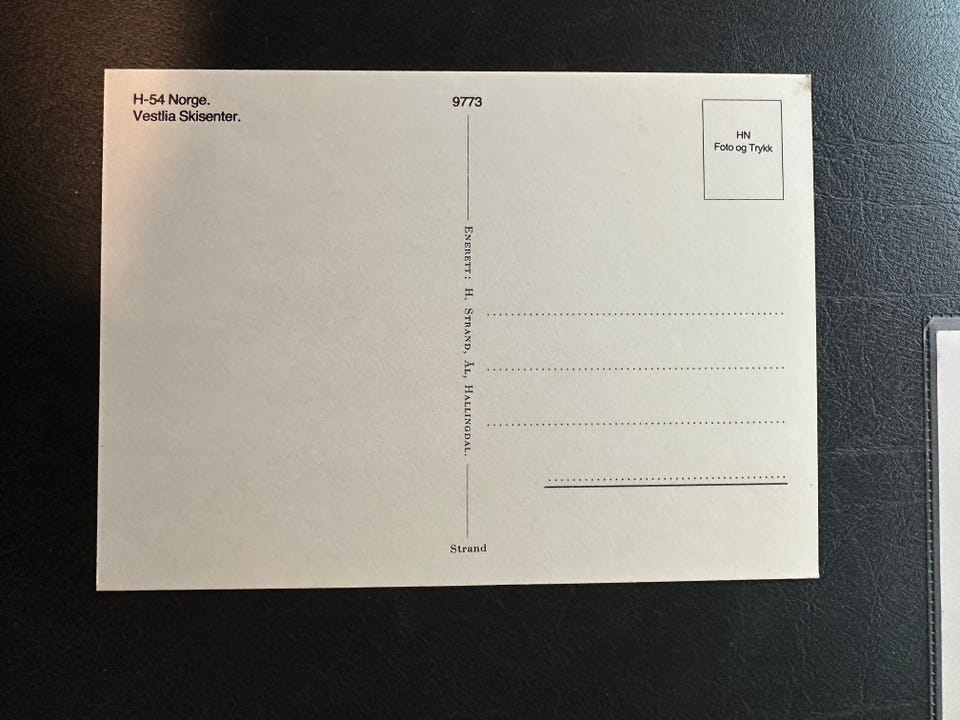 H-54 Norge.
Vestlia Skisenter.
9773
HN
Foto og Trykk
Enerett: H. Strand, Ål, Hallingdal.
Strand